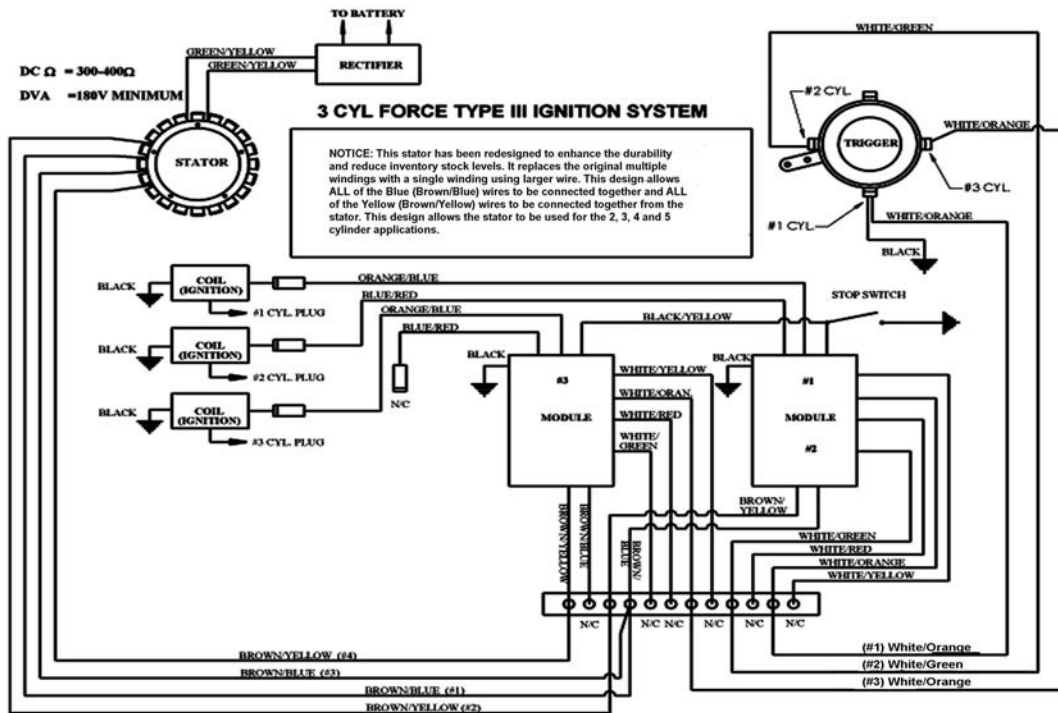 TO BATTERY
WHITE/GREEN
GREEN/YELLOW
GREEN/YELLOW
RECTIFIER
DC Ω = 300-400Ω
DVA =180V MINIMUM
#2 CYL.
3 CYL FORCE TYPE III IGNITION SYSTEM
WHITE/ORANGE
STATOR
TRIGGER
NOTICE: This stator has been redesigned to enhance the durability
and reduce inventory stock levels. It replaces the original multiple
windings with a single winding using larger wire. This design allows
ALL of the Blue (Brown/Blue) wires to be connected together and ALL
of the Yellow (Brown/Yellow) wires to be connected together from the
stator. This design allows the stator to be used for the 2, 3, 4 and 5
cylinder applications.
#3 CYL.
#1 CYL.
WHITE/ORANGE
BLACK
BLACK
COIL
(IGNITION)
ORANGE/BLUE
#1 CYL. PLUG
BLUE/RED
ORANGE/BLUE
STOP SWITCH
BLACK/YELLOW
BLUE/RED
BLACK
COIL
(IGNITION)
#2 CYL. PLUG
N/C
BLACK
COIL
(IGNITION)
#3 CYL. PLUG
BLACK
#3
MODULE
WHITE/YELLOW
WHITE/ORAN.
WHITE/RED
WHITE/
GREEN
BLACK
#1
MODULE
#2
BROWN/
YELLOW
BROWN/YELLOW
BROWN/BLUE
BROWN/
BLUE
WHITE/GREEN
WHITE/RED
WHITE/ORANGE
WHITE/YELLOW
N/C
N/C
N/C
N/C
N/C
N/C
BROWN/YELLOW (#4)
BROWN/BLUE (#3)
BROWN/BLUE (#1)
BROWN/YELLOW (#2)
(#1) White/Orange
(#2) White/Green
(#3) White/Orange